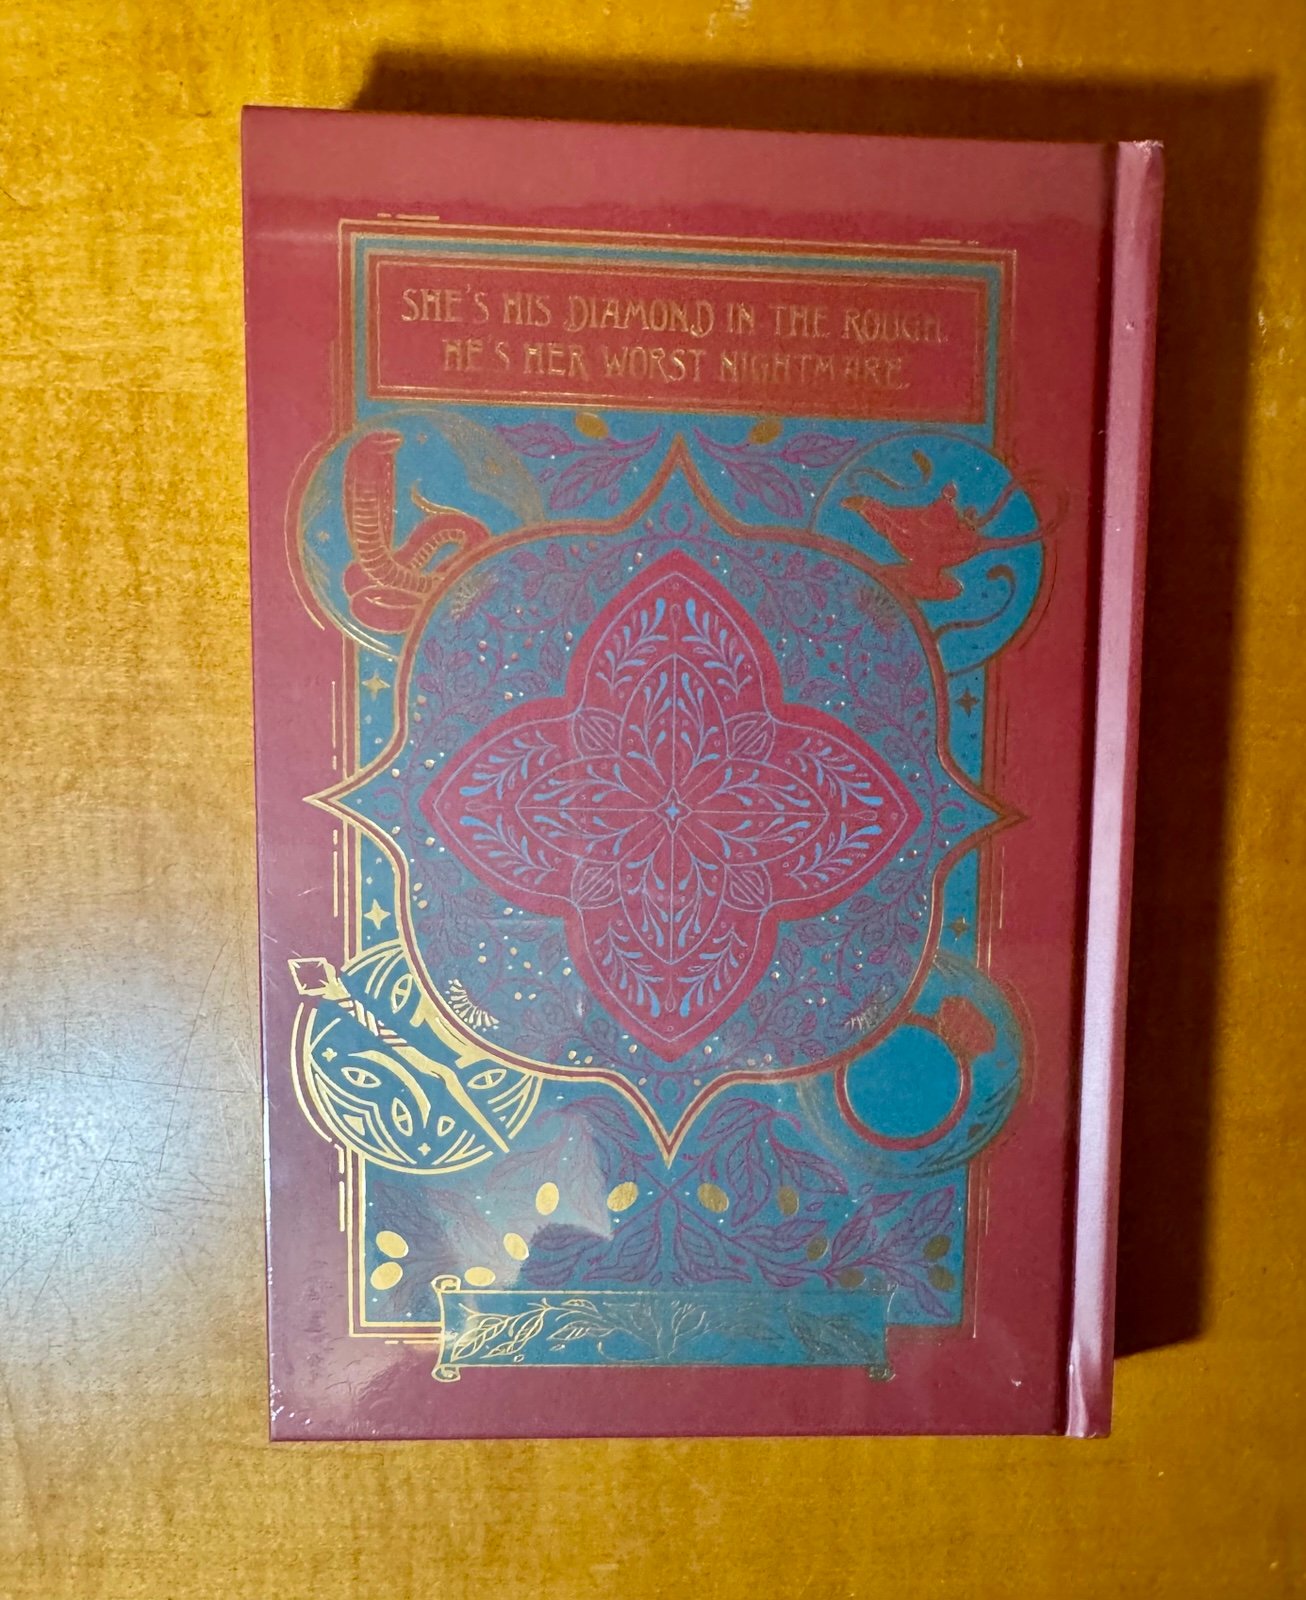 SHE'S HIS DIAMOND IN THE ROUGH.
HE'S HER WORST NIGHTMARE.